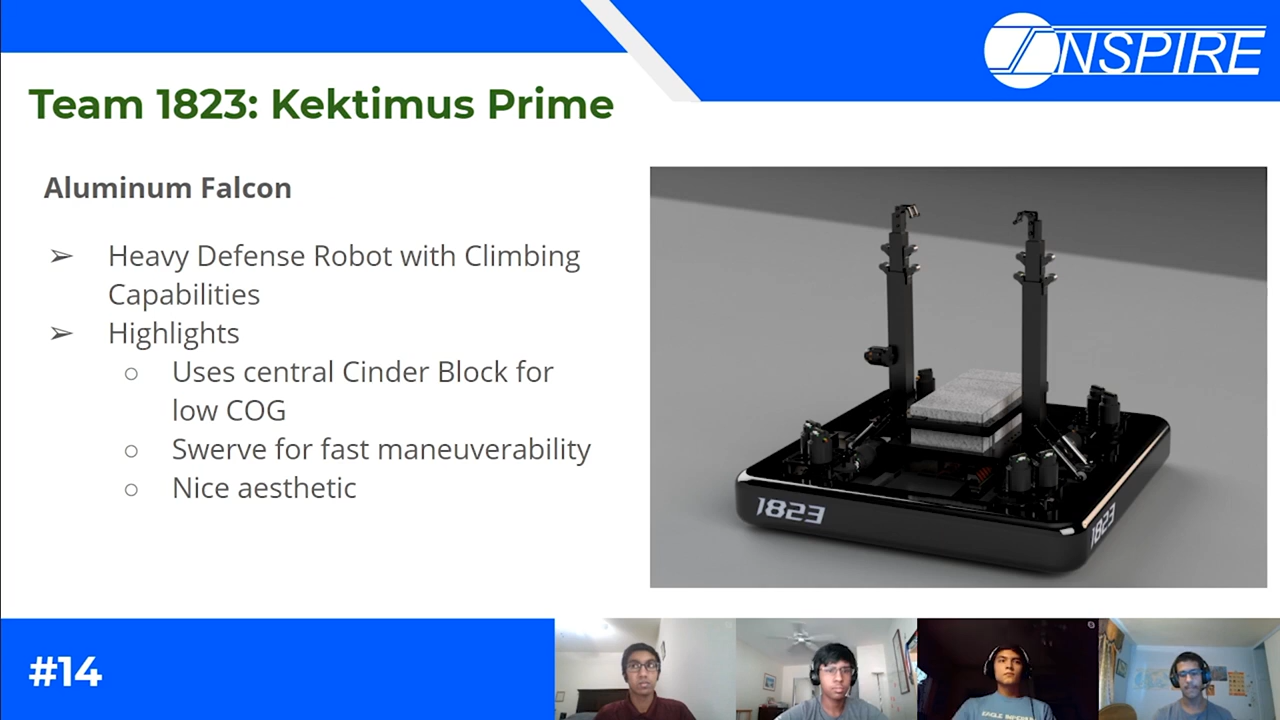 INSPIRE
Team 1823: Kektimus Prime
Aluminum Falcon
➢ Heavy Defense Robot with Climbing
Capabilities
➢ Highlights
○ Uses central Cinder Block for
low COG
○ Swerve for fast maneuverability
○ Nice aesthetic
1823
1823
#14